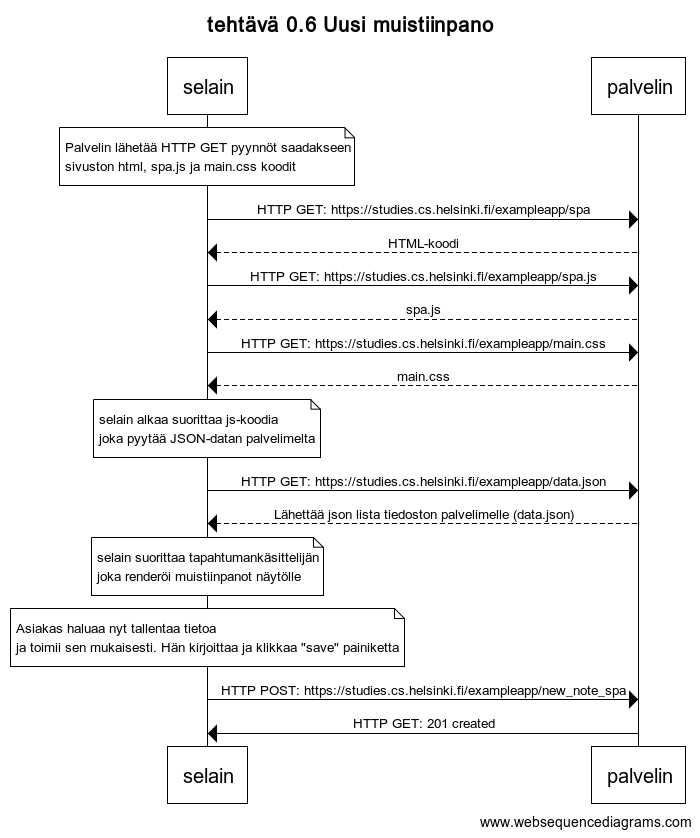 tehtävä 0.6 Uusi muistiinpano
selain
palvelin
Palvelin lähetää HTTP GET pyynnöt saadakseen
sivuston html, spa.js ja main.css koodit
HTTP GET: https://studies.cs.helsinki.fi/exampleapp/spa
HTML-koodi
HTTP GET: https://studies.cs.helsinki.fi/exampleapp/spa.js
spa.js
HTTP GET: https://studies.cs.helsinki.fi/exampleapp/main.css
main.css
selain alkaa suorittaa js-koodia
joka pyytää JSON-datan palvelimelta
HTTP GET: https://studies.cs.helsinki.fi/exampleapp/data.json
Lähettää json lista tiedoston palvelimelle (data.json)
selain suorittaa tapahtumankäsittelijän
joka renderöi muistiinpanot näytölle
Asiakas haluaa nyt tallentaa tietoa
ja toimii sen mukaisesti. Hän kirjoittaa ja klikkaa "save" painiketta
HTTP POST: https://studies.cs.helsinki.fi/exampleapp/new_note_spa
HTTP GET: 201 created
selain
palvelin
www.websequencediagrams.com